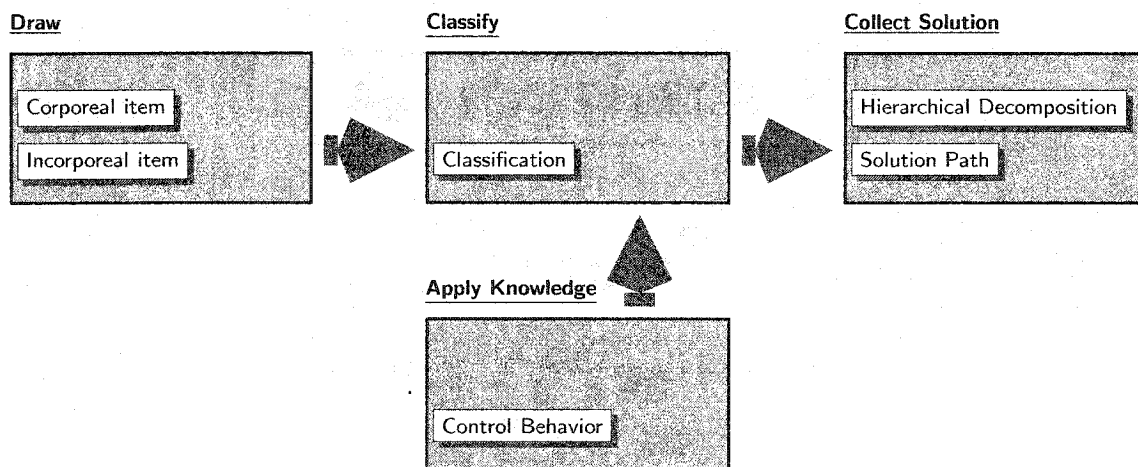 Draw
Classify
Collect Solution
Corporeal item
Hierarchical Decomposition
Incorporeal item
Classification
Solution Path
Apply Knowledge
Control Behavior